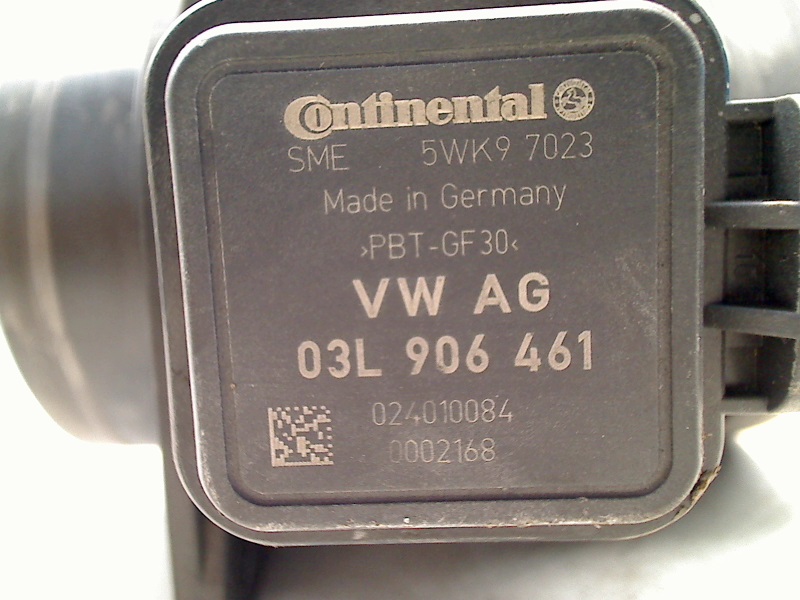 Continental
SME 5WK9 7023
Made in Germany
›PBT-GF30‹
VW AG
03L 906 461
024010084
0002168